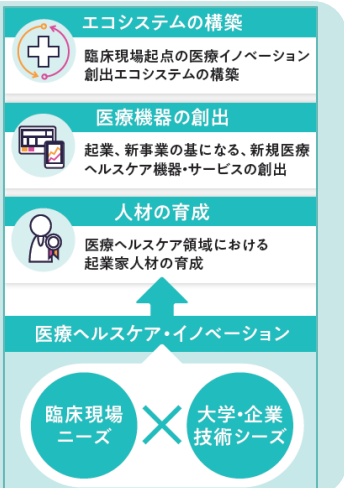 エコシステムの構築
臨床現場起点の医療イノベーション
創出エコシステムの構築
医療機器の創出
起業、新事業の基になる、新規医療
ヘルスケア機器・サービスの創出
人材の育成
医療ヘルスケア領域における
起業家人材の育成
医療ヘルスケア・イノベーション
臨床現場
ニーズ
×
大学・企業
技術シーズ